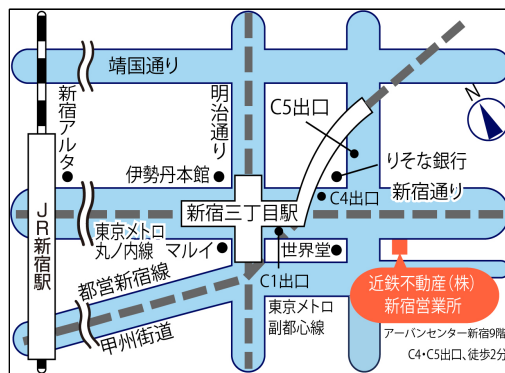 靖国通り
新宿アルタ
明治通り
C5出口
N
伊勢丹本館
りそな銀行
C4出口
新宿通り
新宿三丁目駅
JR新宿駅
東京メトロ
丸ノ内線
マルイ
世界堂
C1出口
都営新宿線
甲州街道
東京メトロ
副都心線
近鉄不動産(株)
新宿営業所
アーバンセンター新宿9階
C4・C5出口、徒歩2分